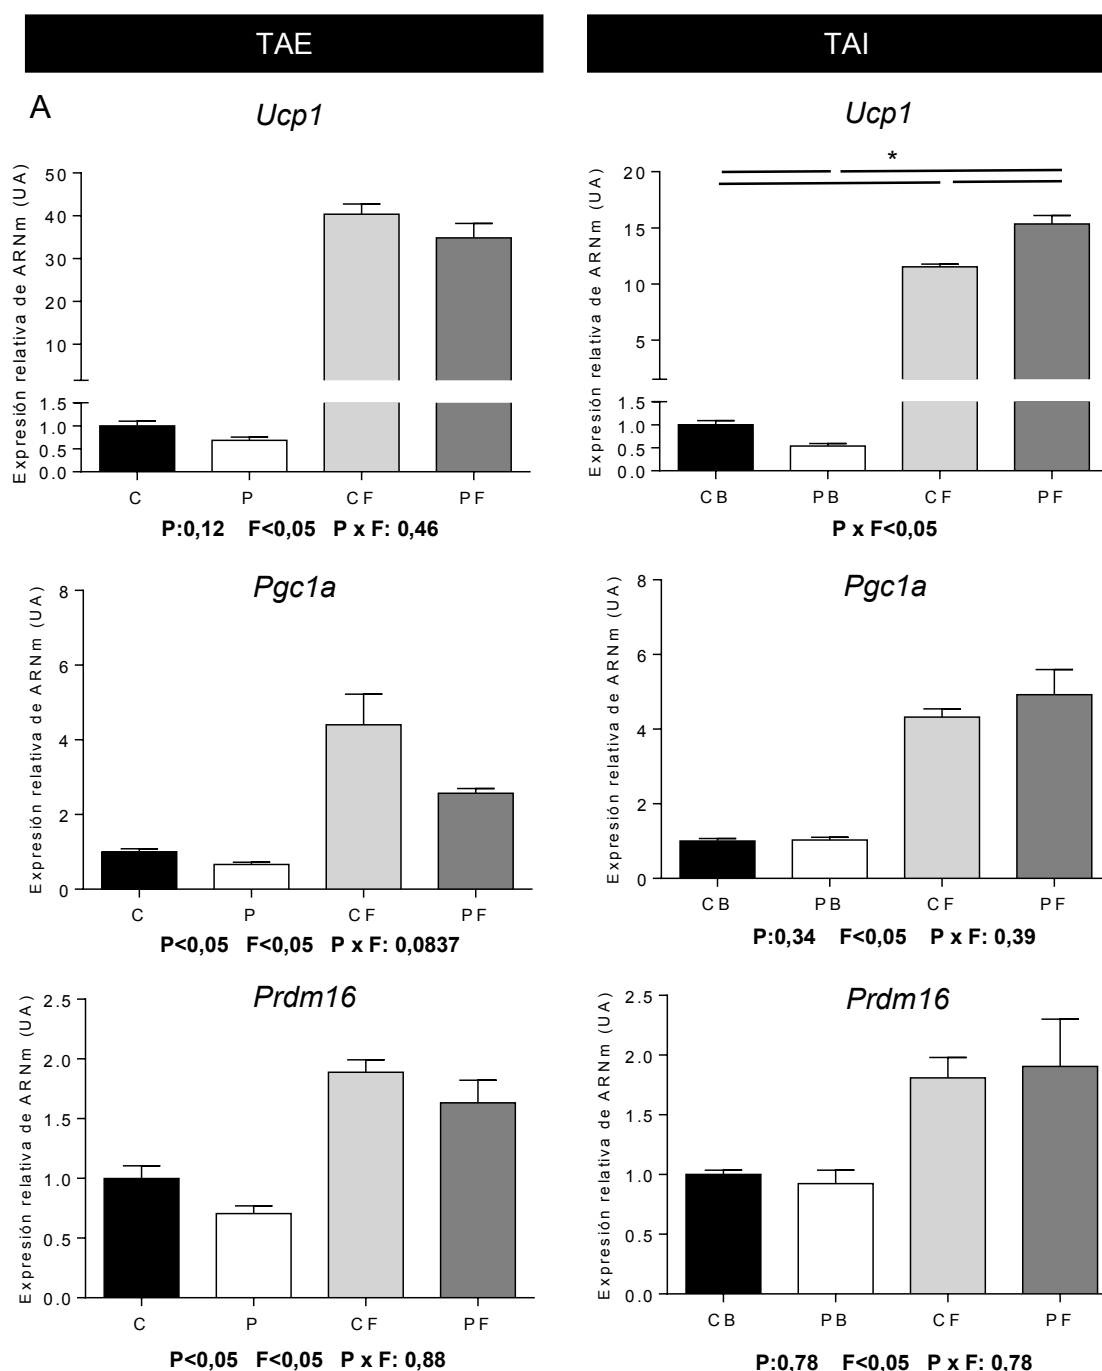 TAE
TAI
A
Ucp1
Ucp1
Expresión relativa de ARNm (UA)
50
40
30
20
10
1.5
1.0
0.5
0.0
C P CF PF
P:0,12 F<0,05 P x F: 0,46
*
Expresión relativa de ARNm (UA)
20
15
10
5
1.5
1.0
0.5
0.0
CB PB CF PF
P x F<0,05
Pgc1a
Expresión relativa de ARNm (UA)
8
6
4
2
0
C P CF PF
P<0,05 F<0,05 P x F: 0,0837
Pgc1a
Expresión relativa de ARNm (UA)
8
6
4
2
0
CB PB CF PF
P:0,34 F<0,05 P x F: 0,39
Prdm16
Expresión relativa de ARNm (UA)
2.5
2.0
1.5
1.0
0.5
0.0
C P CF PF
P<0,05 F<0,05 P x F: 0,88
Prdm16
Expresión relativa de ARNm (UA)
2.5
2.0
1.5
1.0
0.5
0.0
CB PB CF PF
P:0,78 F<0,05 P x F: 0,78